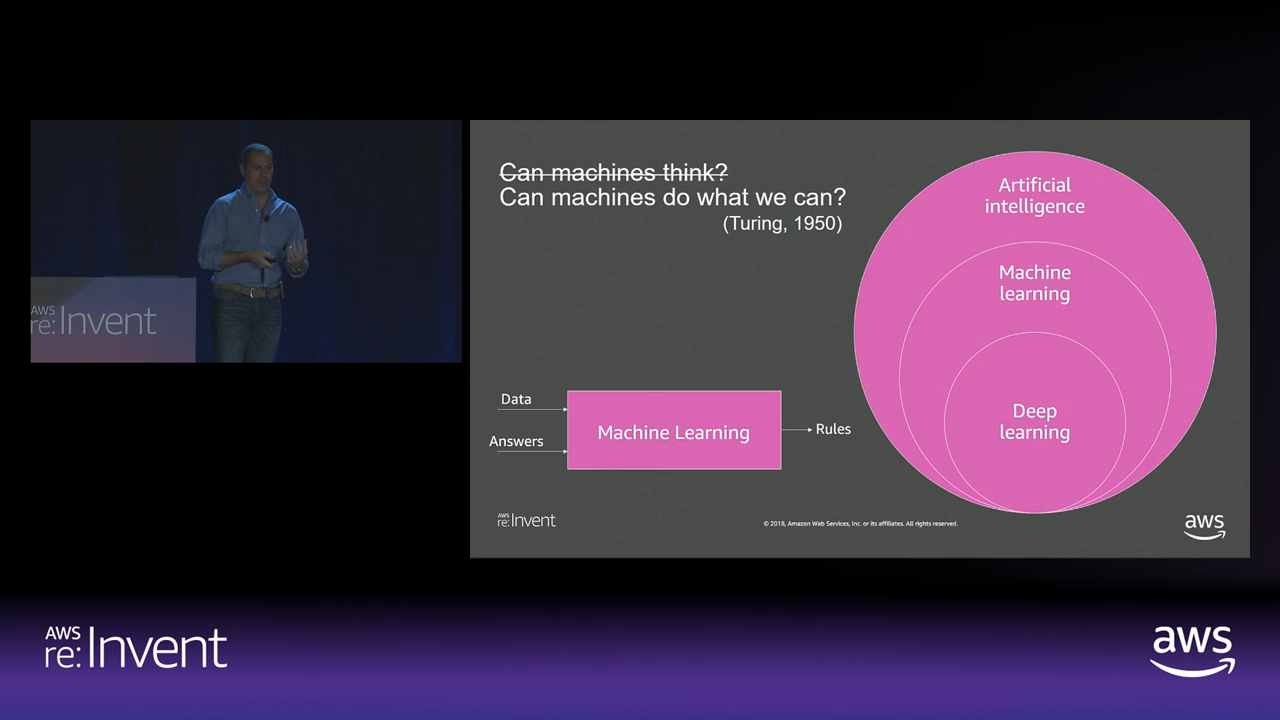 AWS
re:Invent
Can machines think?
Can machines do what we can?
(Turing, 1950)
Artificial
intelligence
Machine
learning
Deep
learning
Data
Answers
Machine Learning
Rules
AWS
re:Invent
© 2018, Amazon Web Services, Inc. or its affiliates. All rights reserved.
aws
AWS
re:Invent
aws